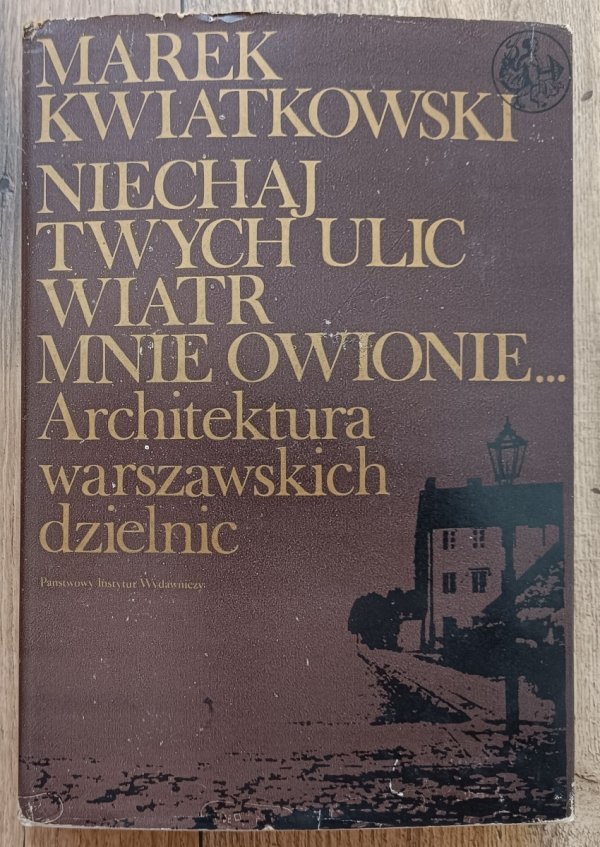 MAREK
KWIATKOWSKI
NIECHAJ
TWYCH ULIC
WIATR
MNIE OWIONIE...
Architektura
warszawskich
dzielnic
Państwowy Instytut Wydawniczy